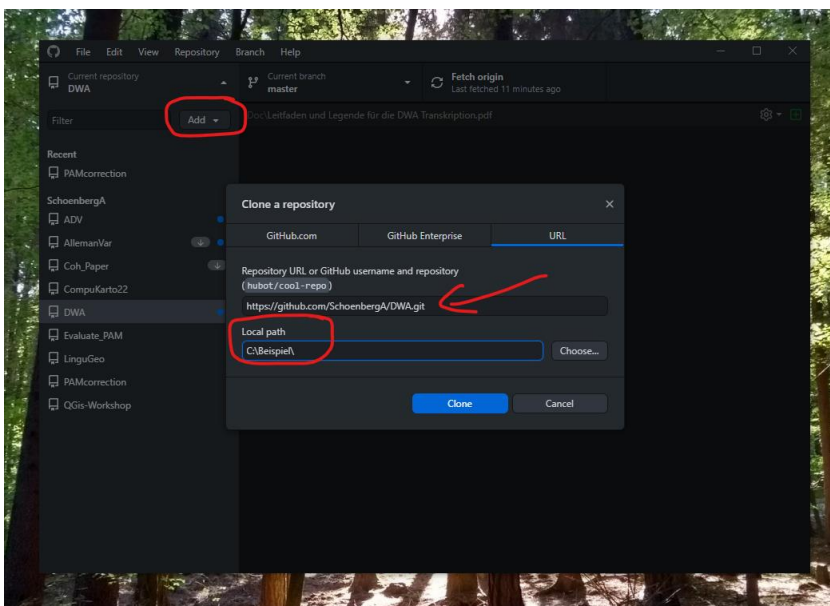 File Edit View Repository Branch Help
Current repository
DWA
Current branch
master
Fetch origin
Last fetched 11 minutes ago
Filter
Add
Doc\Leitfaden und Legende für die DWA Transkription.pdf
Recent
PAMcorrection
SchoenbergA
ADV
AllemanVar
Coh_Paper
CompuKarto22
DWA
Evaluate_PAM
LinguGeo
PAMcorrection
QGis-Workshop
Clone a repository
GitHub.com GitHub Enterprise URL
Repository URL or GitHub username and repository
(hubot/cool-repo)
https://github.com/SchoenbergA/DWA.git
Local path
C:\Beispiel\
Choose...
Clone Cancel